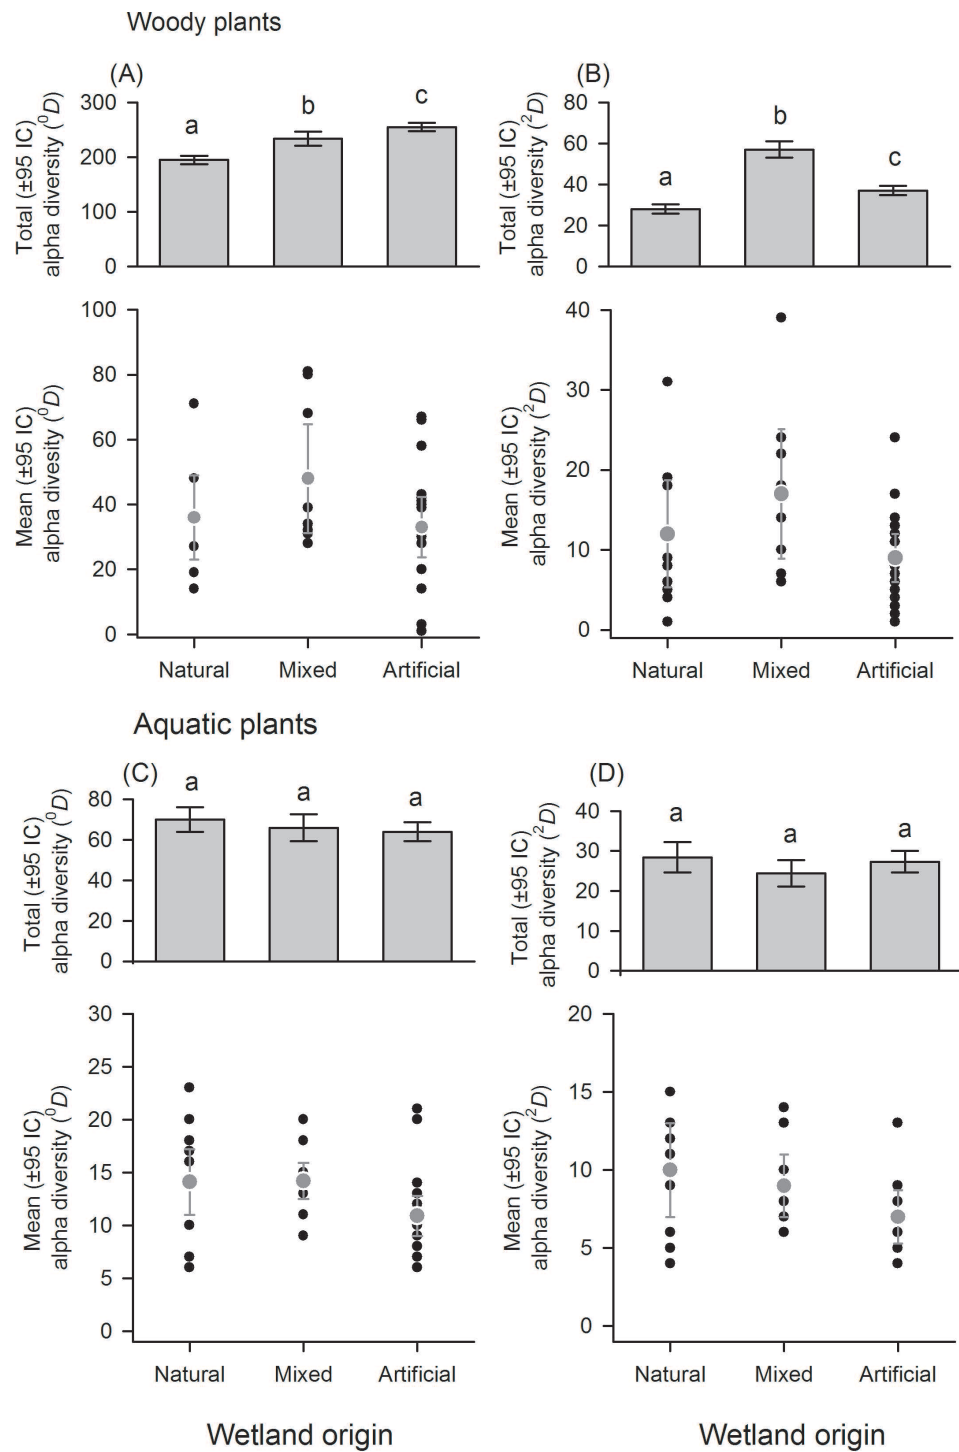 Woody plants
(A)
Total (±95 IC)
alpha diversity (⁰D)
300
200
100
0
a
b
c
(B)
Total (±95 IC)
alpha diversity (²D)
80
60
40
20
0
a
b
c
Mean (±95 IC)
alpha divesity (⁰D)
100
80
60
40
20
0
Natural
Mixed
Artificial
Mean (±95 IC)
alpha diversity (²D)
40
30
20
10
0
Natural
Mixed
Artificial
Aquatic plants
(C)
Total (±95 IC)
alpha diversity (⁰D)
80
60
40
20
0
a
a
a
(D)
Total (±95 IC)
alpha diversity (²D)
40
30
20
10
0
a
a
a
Mean (±95 IC)
alpha diversity (⁰D)
30
25
20
15
10
5
0
Natural
Mixed
Artificial
Wetland origin
Mean (±95 IC)
alpha diversity (²D)
20
15
10
5
0
Natural
Mixed
Artificial
Wetland origin